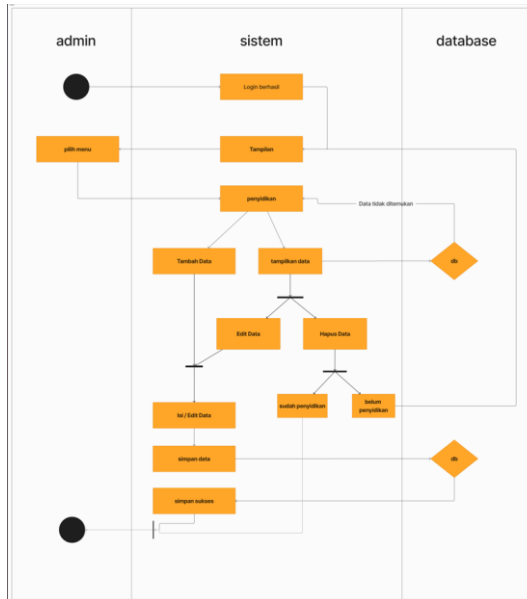 admin
sistem
database
Login berhasil
pilih menu
Tampilan
penyidikan
Data tidak ditemukan
Tambah Data
tampilkan data
db
Edit Data
Hapus Data
Isi / Edit Data
sudah penyidikan
belum
penyidikan
simpan data
db
simpan sukses